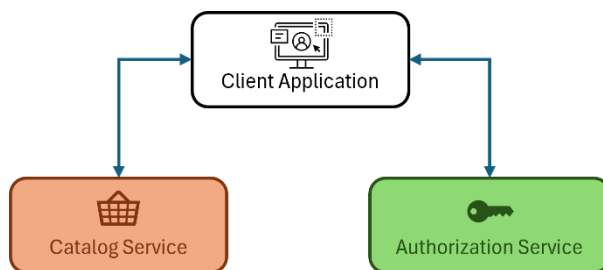 Client Application
Catalog Service
Authorization Service